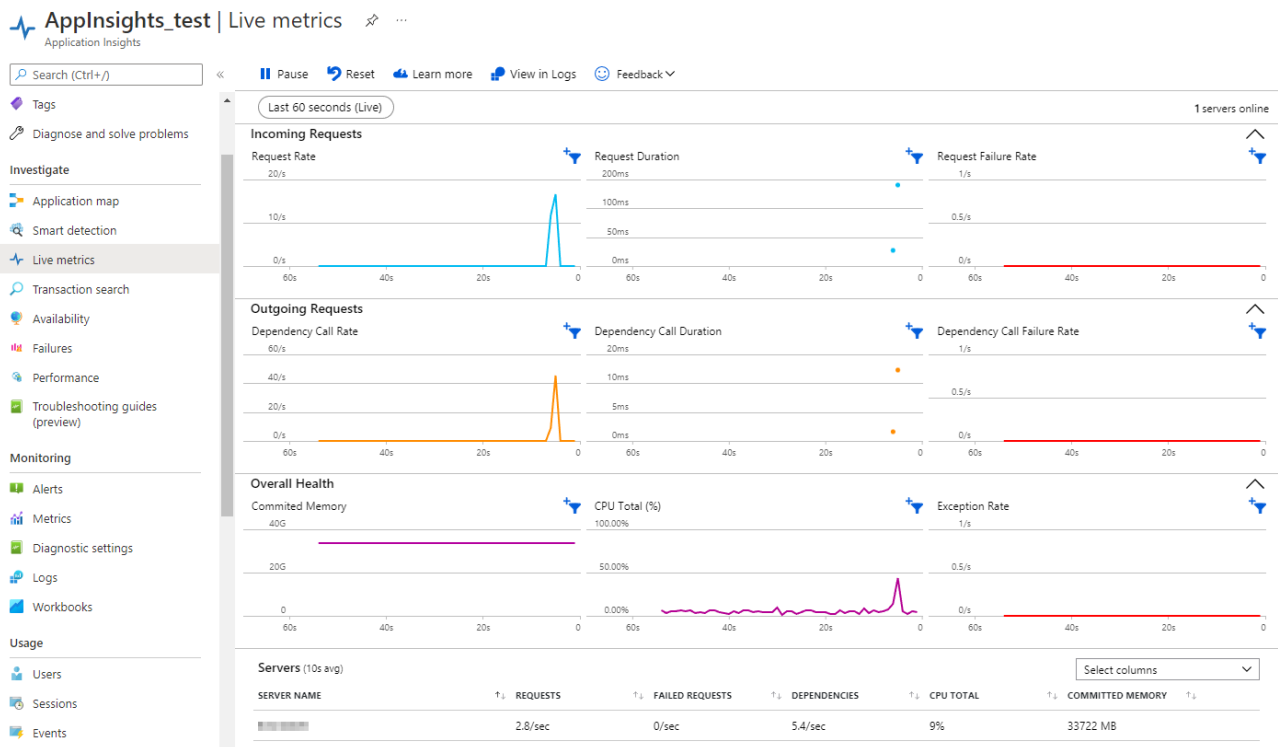 AppInsights_test | Live metrics
Application Insights
Search (Ctrl+/)
Tags
Diagnose and solve problems
Investigate
Application map
Smart detection
Live metrics
Transaction search
Availability
Failures
Performance
Troubleshooting guides
(preview)
Monitoring
Alerts
Metrics
Diagnostic settings
Logs
Workbooks
Usage
Users
Sessions
Events
Pause Reset Learn more View in Logs Feedback
Last 60 seconds (Live) 1 servers online
Incoming Requests
Request Rate
20/s
10/s
0/s
60s 40s 20s 0
Request Duration
200ms
100ms
50ms
0ms
60s 40s 20s 0
Request Failure Rate
1/s
0.5/s
0/s
60s 40s 20s 0
Outgoing Requests
Dependency Call Rate
60/s
40/s
20/s
0/s
60s 40s 20s 0
Dependency Call Duration
20ms
10ms
5ms
0ms
60s 40s 20s 0
Dependency Call Failure Rate
1/s
0.5/s
0/s
60s 40s 20s 0
Overall Health
Commited Memory
40G
20G
0
60s 40s 20s 0
CPU Total (%)
100.00%
50.00%
0.00%
60s 40s 20s 0
Exception Rate
1/s
0.5/s
0/s
60s 40s 20s 0
Servers (10s avg) Select columns
SERVER NAME REQUESTS FAILED REQUESTS DEPENDENCIES CPU TOTAL COMMITTED MEMORY
2.8/sec 0/sec 5.4/sec 9% 33722 MB